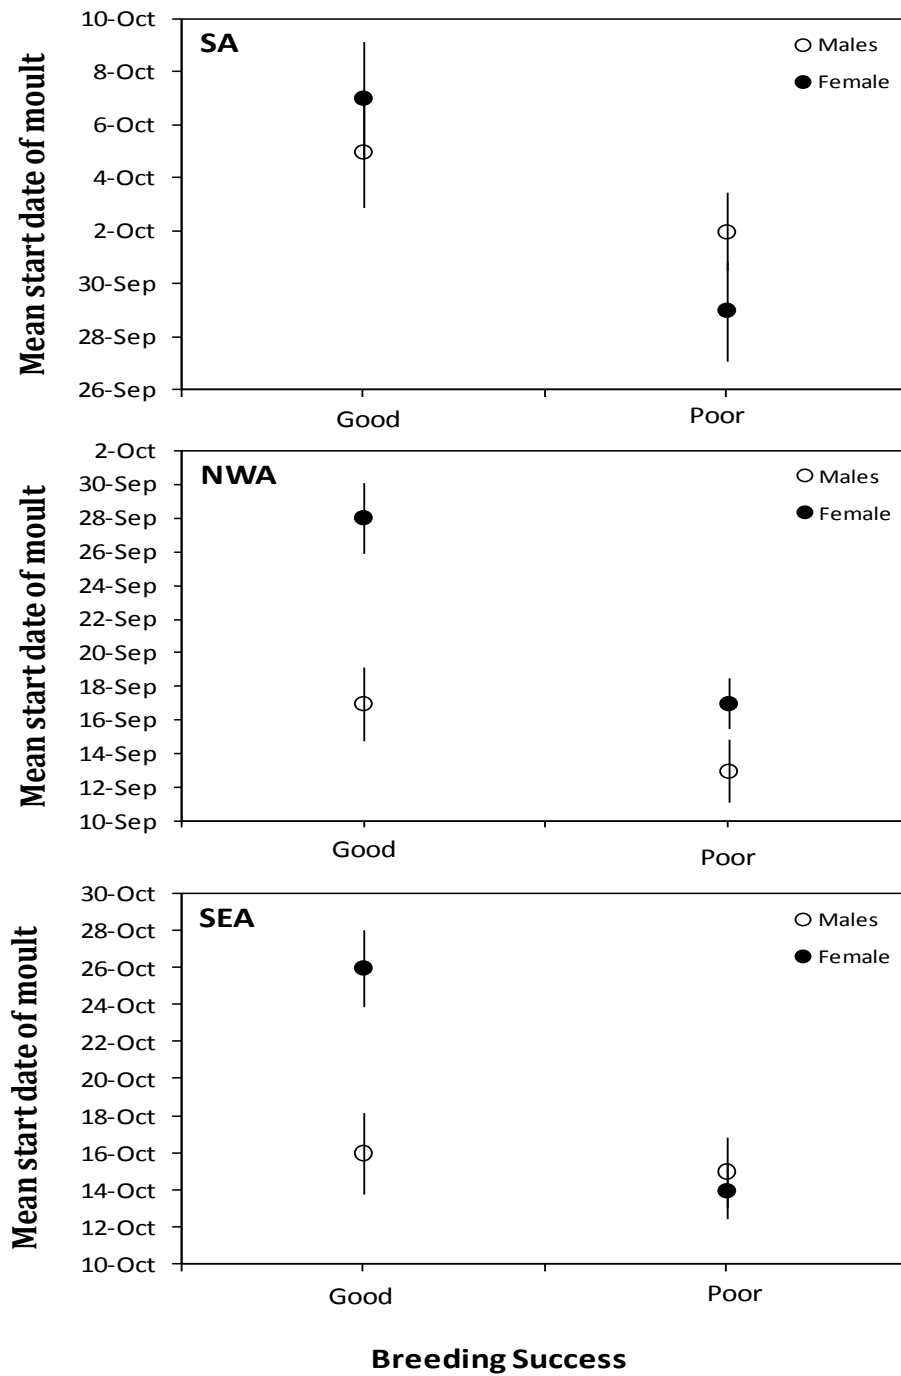 Mean start date of moult
10-Oct
8-Oct
6-Oct
4-Oct
2-Oct
30-Sep
28-Sep
26-Sep
SA
Males
Female
Good
Poor
Mean start date of moult
2-Oct
30-Sep
28-Sep
26-Sep
24-Sep
22-Sep
20-Sep
18-Sep
16-Sep
14-Sep
12-Sep
10-Sep
NWA
Males
Female
Good
Poor
Mean start date of moult
30-Oct
28-Oct
26-Oct
24-Oct
22-Oct
20-Oct
18-Oct
16-Oct
14-Oct
12-Oct
10-Oct
SEA
Males
Female
Good
Poor
Breeding Success